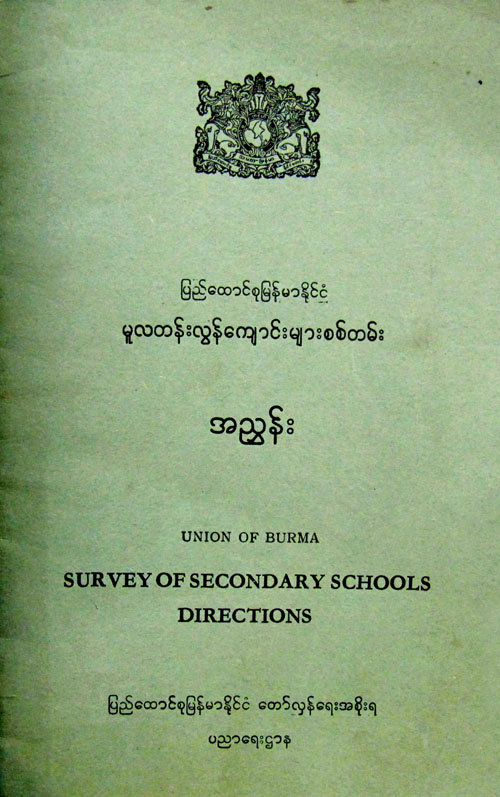 ပြည်ထောင်စုမြန်မာနိုင်ငံ
မူလတန်းလွန်ကျောင်းများစစ်တမ်း
အညွှန်း
UNION OF BURMA
SURVEY OF SECONDARY SCHOOLS
DIRECTIONS
ပြည်ထောင်စုမြန်မာနိုင်ငံ တော်လှန်ရေးအစိုးရ
ပညာရေးဌာန